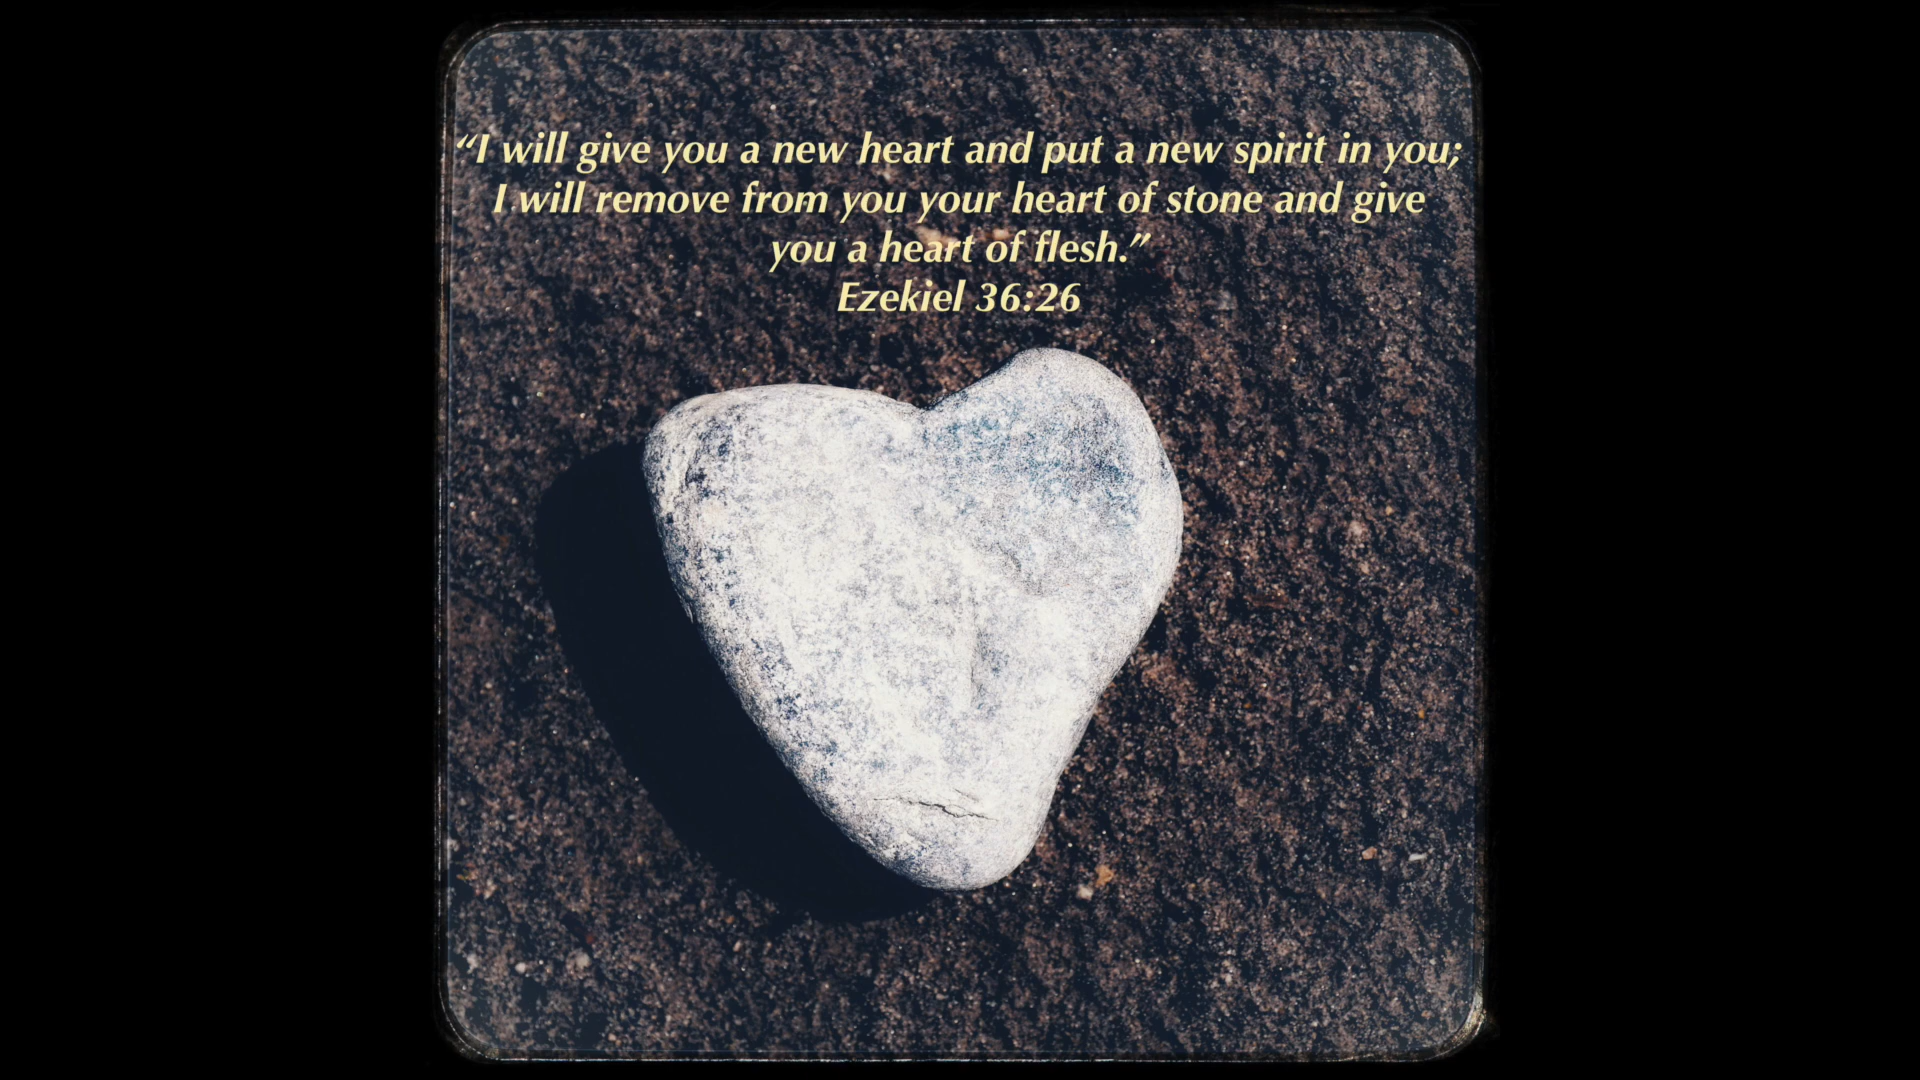 “I will give you a new heart and put a new spirit in you;
I will remove from you your heart of stone and give
you a heart of flesh.”
Ezekiel 36:26